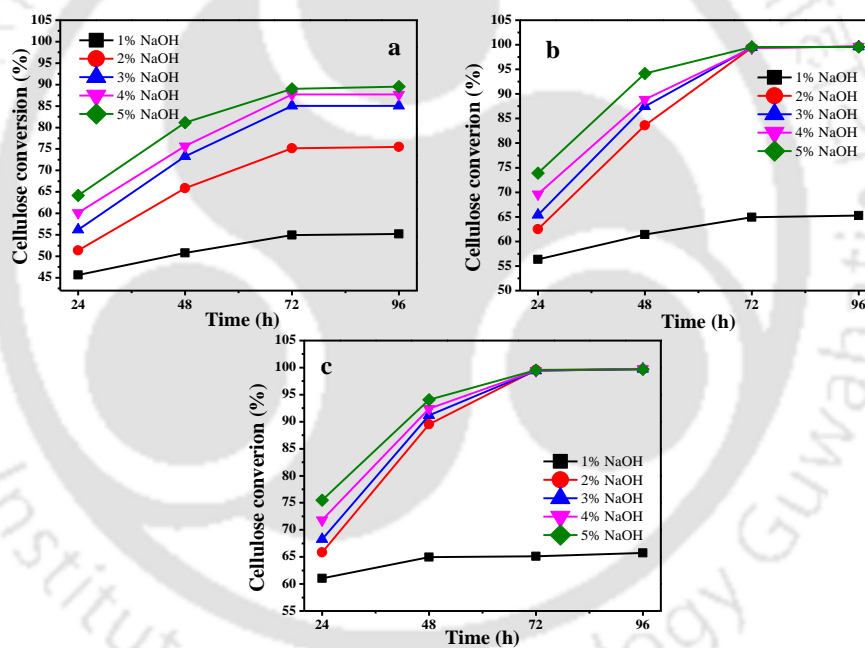 a
Cellulose conversion (%)
105
100
95
90
85
80
75
70
65
60
55
50
45
1% NaOH
2% NaOH
3% NaOH
4% NaOH
5% NaOH
24 48 72 96
Time (h)
b
Cellulose converion (%)
105
100
95
90
85
80
75
70
65
60
55
50
1% NaOH
2% NaOH
3% NaOH
4% NaOH
5% NaOH
24 48 72 96
Time (h)
c
Cellulose converion (%)
105
100
95
90
85
80
75
70
65
60
55
1% NaOH
2% NaOH
3% NaOH
4% NaOH
5% NaOH
24 48 72 96
Time (h)